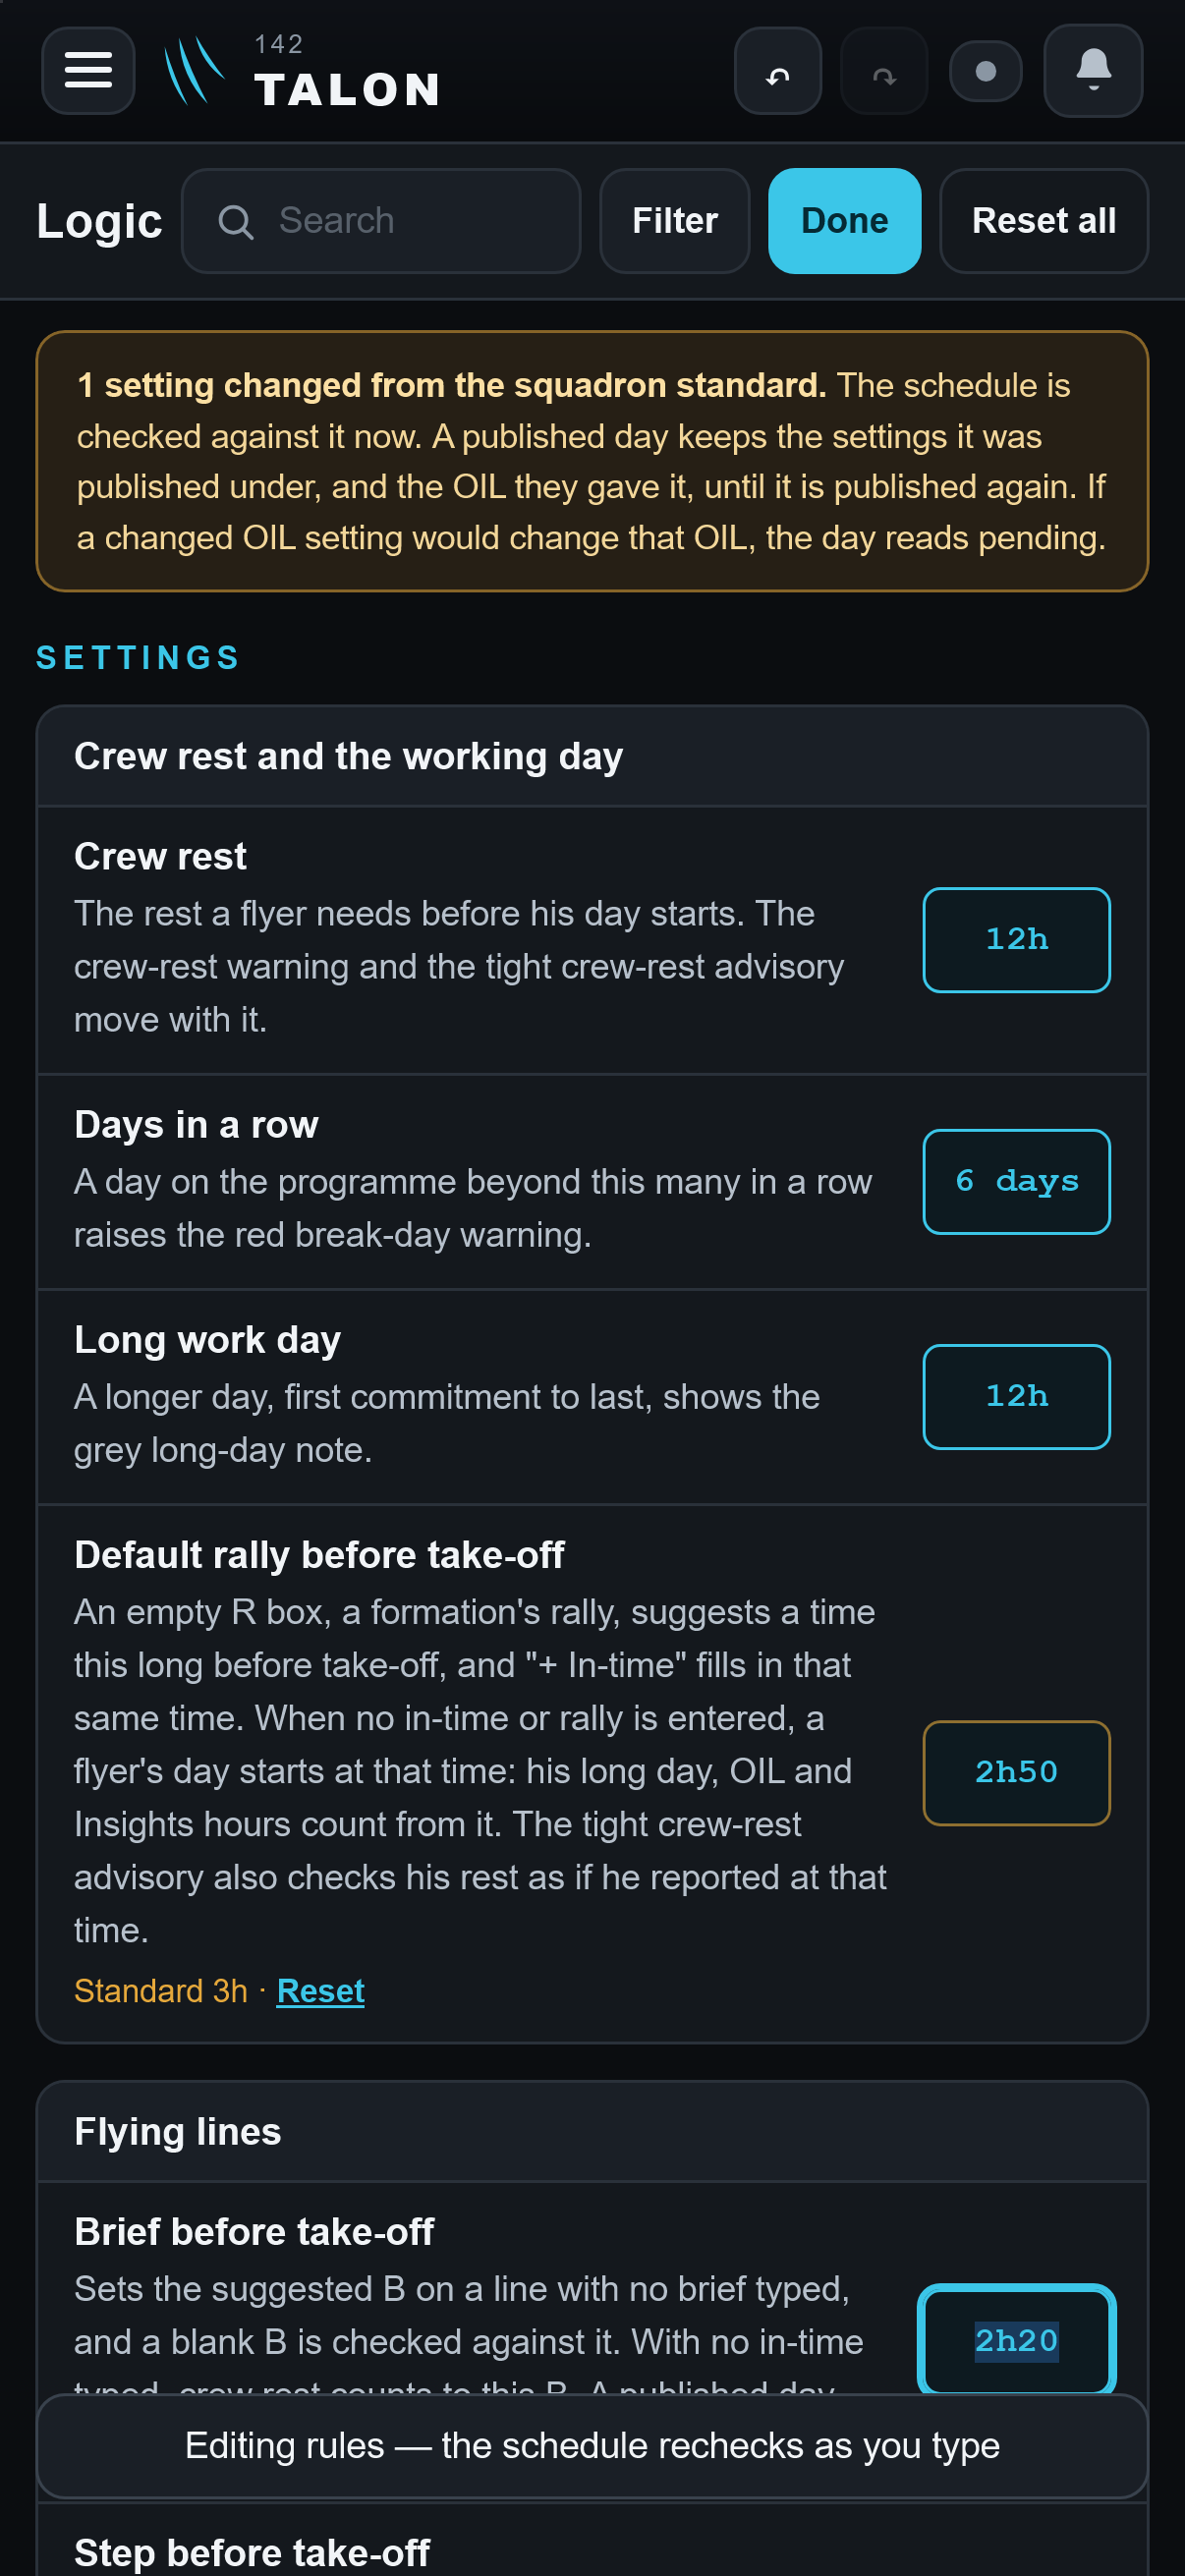 142
TALON
Logic
Search
Filter
Done
Reset all
1 setting changed from the squadron standard. The schedule is
checked against it now. A published day keeps the settings it was
published under, and the OIL they gave it, until it is published again. If
a changed OIL setting would change that OIL, the day reads pending.
SETTINGS
Crew rest and the working day
Crew rest
The rest a flyer needs before his day starts. The
crew-rest warning and the tight crew-rest advisory
move with it.
12h
Days in a row
A day on the programme beyond this many in a row
raises the red break-day warning.
6 days
Long work day
A longer day, first commitment to last, shows the
grey long-day note.
12h
Default rally before take-off
An empty R box, a formation's rally, suggests a time
this long before take-off, and "+ In-time" fills in that
same time. When no in-time or rally is entered, a
flyer's day starts at that time: his long day, OIL and
Insights hours count from it. The tight crew-rest
advisory also checks his rest as if he reported at that
time.
2h50
Standard 3h · Reset
Flying lines
Brief before take-off
Sets the suggested B on a line with no brief typed,
and a blank B is checked against it. With no in-time
typed, crew rest counts to this B. A published day
2h20
Editing rules — the schedule rechecks as you type
Step before take-off